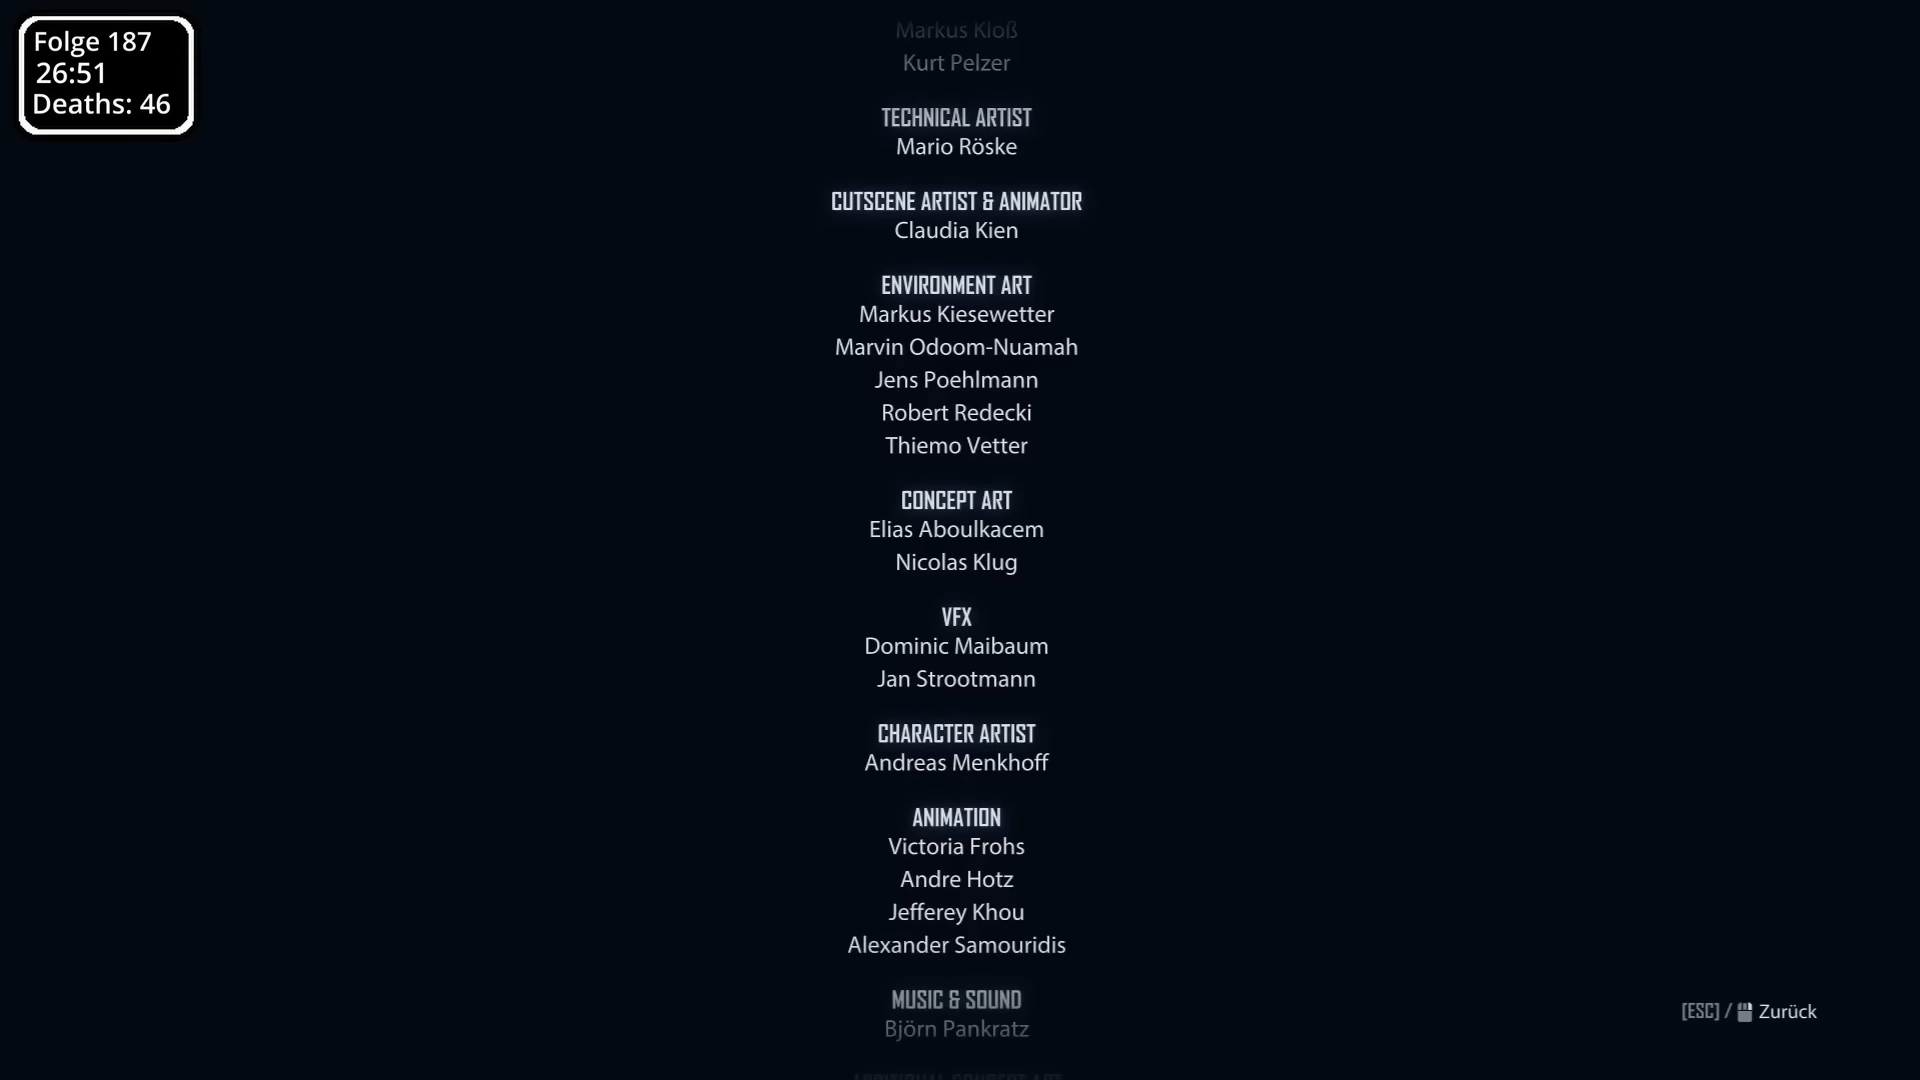 Folge 187
26:51
Deaths: 46
Markus Kloß
Kurt Pelzer
TECHNICAL ARTIST
Mario Röske
CUTSCENE ARTIST & ANIMATOR
Claudia Kien
ENVIRONMENT ART
Markus Kiesewetter
Marvin Odoom-Nuamah
Jens Poehlmann
Robert Redecki
Thiemo Vetter
CONCEPT ART
Elias Aboulkacem
Nicolas Klug
VFX
Dominic Maibaum
Jan Strootmann
CHARACTER ARTIST
Andreas Menkhoff
ANIMATION
Victoria Frohs
Andre Hotz
Jefferey Khou
Alexander Samouridis
MUSIC & SOUND
Björn Pankratz
ADDITIONAL CONCEPT ART
[ESC] / Zurück